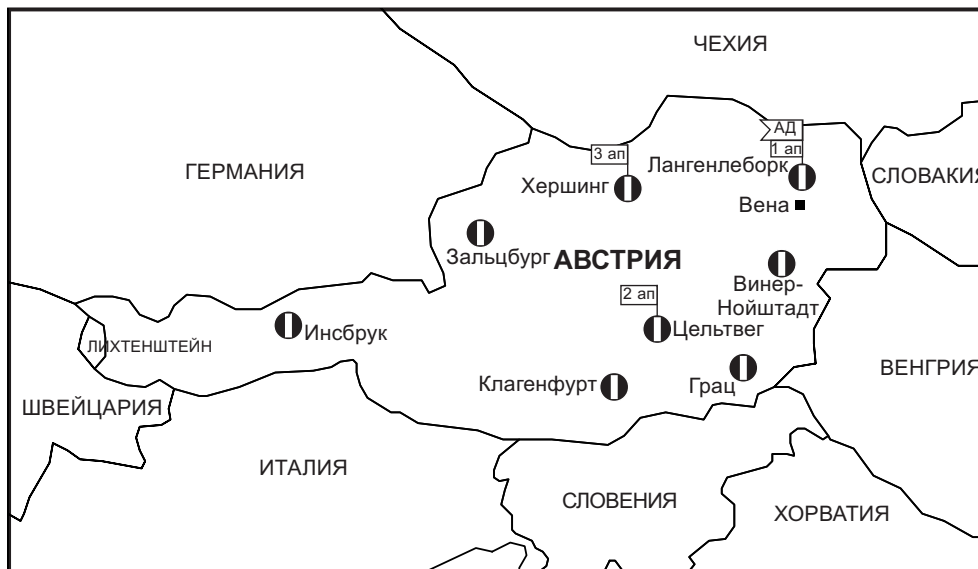 ЧЕХИЯ
АД
1 ап
3 ап
ГЕРМАНИЯ
Лангенлеборк
Хершинг
СЛОВАКИЯ
Вена
Зальцбург
АВСТРИЯ
Винер-
Нойштадт
2 ап
Цельтвег
Инсбрук
ЛИХТЕНШТЕЙН
ВЕНГРИЯ
Клагенфурт
Грац
ШВЕЙЦАРИЯ
ИТАЛИЯ
СЛОВЕНИЯ
ХОРВАТИЯ